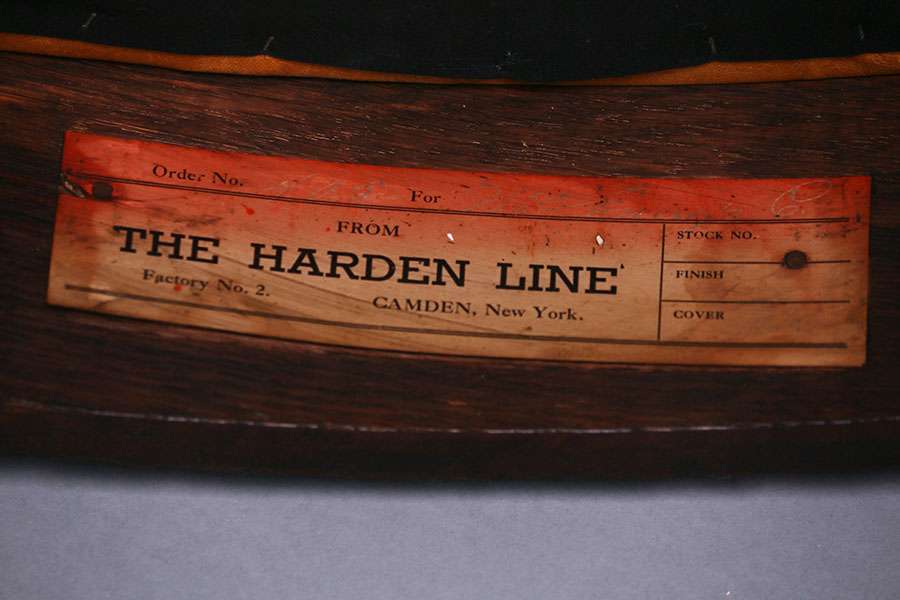 Order No. For
FROM
THE HARDEN LINE
Factory No. 2.
CAMDEN, New York.
STOCK NO.
FINISH
COVER